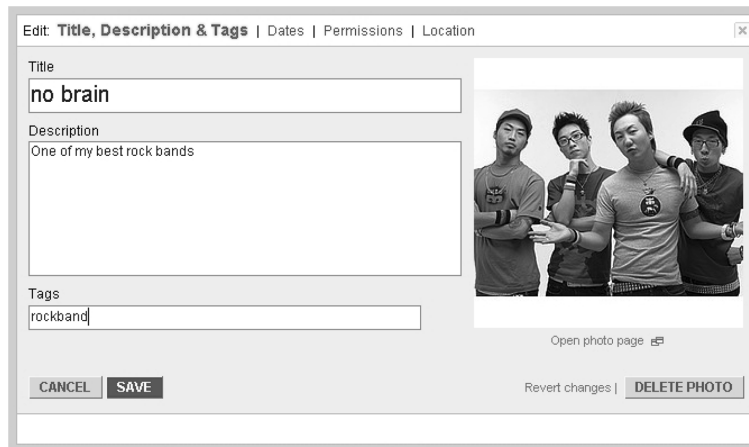 Edit: Title, Description & Tags | Dates | Permissions | Location
Title
no brain
Description
One of my best rock bands
Tags
rockband
Open photo page
CANCEL SAVE Revert changes | DELETE PHOTO